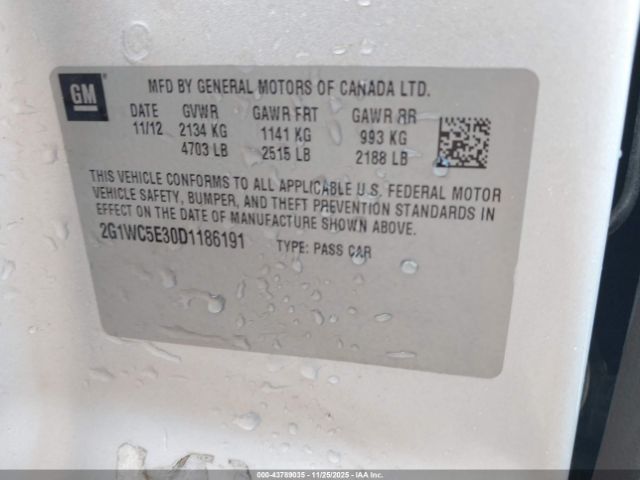 GM
MFD BY GENERAL MOTORS OF CANADA LTD.
DATE GVWR GAWR FRT GAWR RR
11/12 2134 KG 1141 KG 993 KG
4703 LB 2515 LB 2188 LB
THIS VEHICLE CONFORMS TO ALL APPLICABLE U.S. FEDERAL MOTOR
VEHICLE SAFETY, BUMPER, AND THEFT PREVENTION STANDARDS IN
EFFECT ON THE DATE OF MANUFACTURE SHOWN ABOVE.
2G1WC5E30D1186191 TYPE: PASS CAR
000-43789035 - 11/25/2025 - IAAI.COM